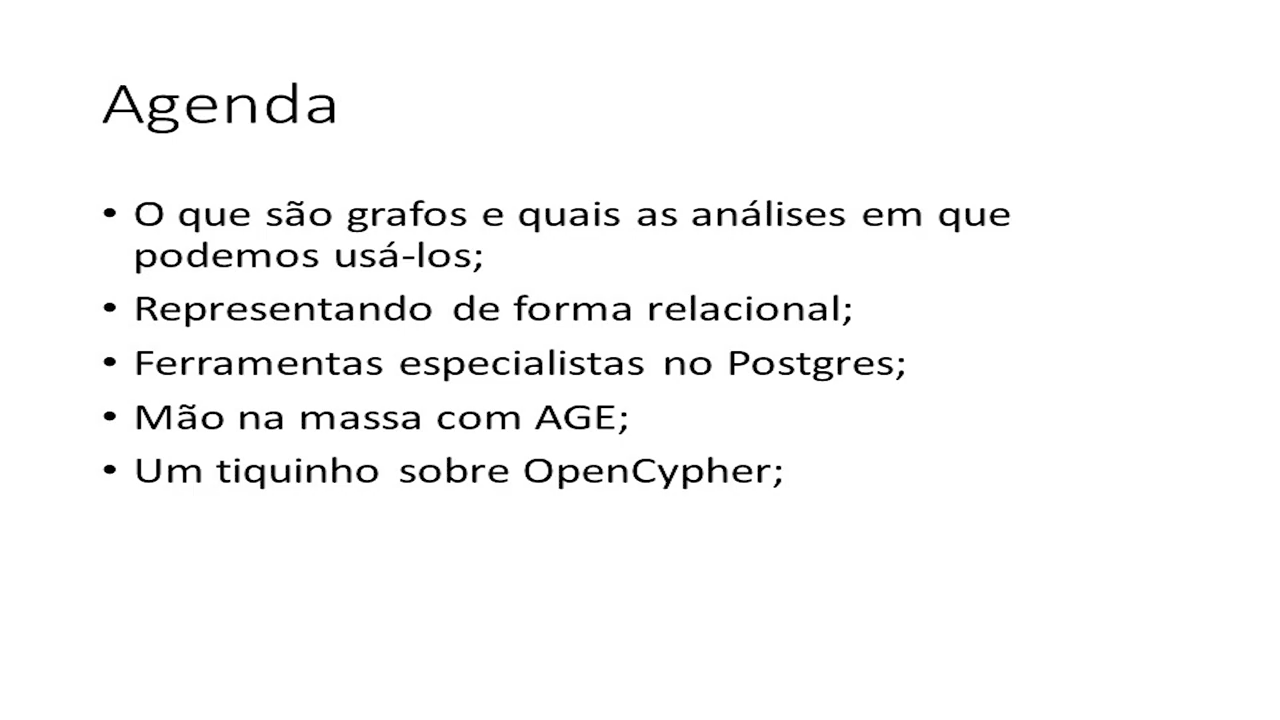 Agenda
• O que são grafos e quais as análises em que
podemos usá-los;
• Representando de forma relacional;
• Ferramentas especialistas no Postgres;
• Mão na massa com AGE;
• Um tiquinho sobre OpenCypher;